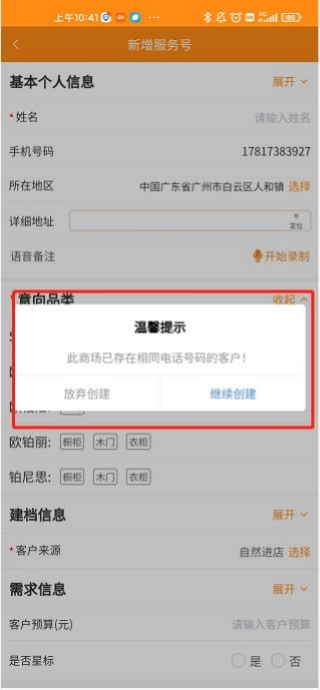 上午10:41 ...
新增服务号
基本个人信息 展开
*姓名 请输入姓名
手机号码 17817383927
所在地区 中国广东省广州市白云区人和镇 选择
详细地址 定位
语音备注 开始录制
意向品类 收起
温馨提示
此商场已存在相同电话号码的客户！
放弃创建 继续创建
欧铂丽: 橱柜 木门 衣柜
铂尼思: 橱柜 木门 衣柜
建档信息 展开
*客户来源 自然进店 选择
需求信息 展开
客户预算(元) 请输入客户预算
是否星标 是 否